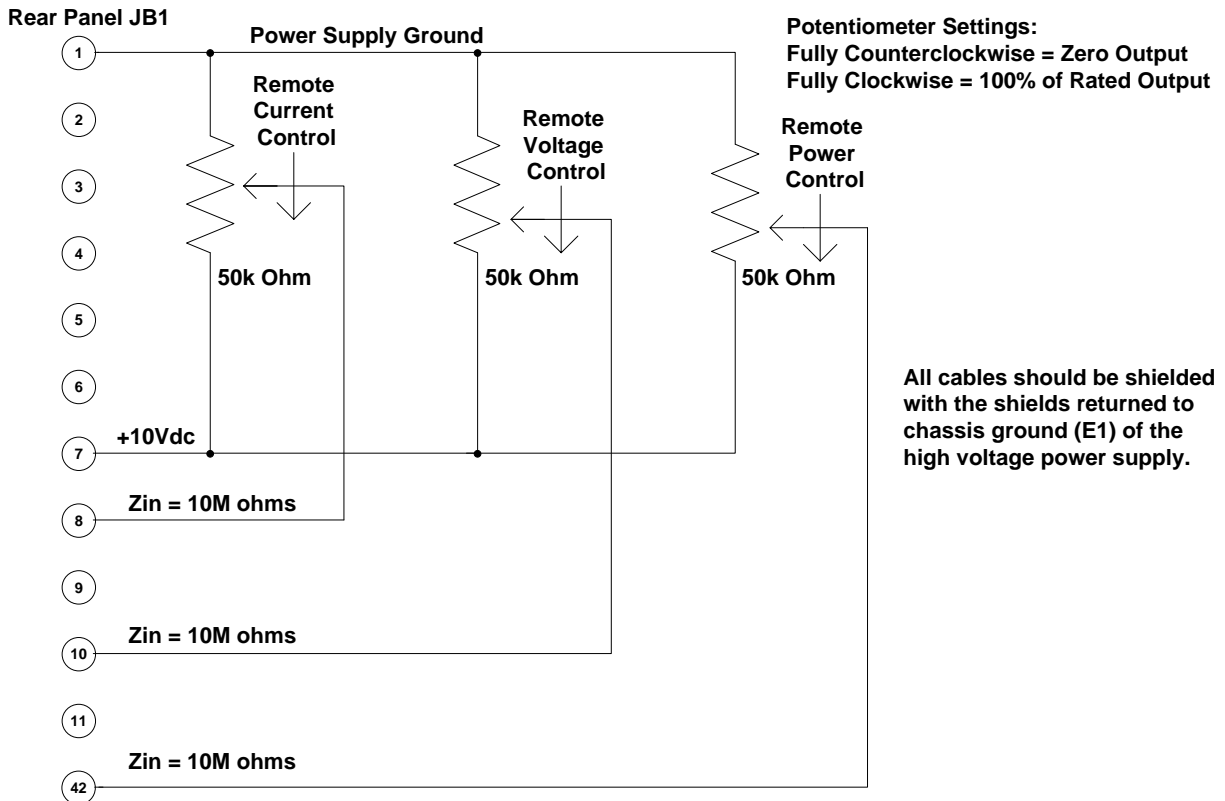 Rear Panel JB1
Power Supply Ground
Potentiometer Settings:
Fully Counterclockwise = Zero Output
Fully Clockwise = 100% of Rated Output
1
2
3
4
5
6
7
8
9
10
11
42
Remote
Current
Control
50k Ohm
Remote
Voltage
Control
50k Ohm
Remote
Power
Control
50k Ohm
All cables should be shielded
with the shields returned to
chassis ground (E1) of the
high voltage power supply.
+10Vdc
Zin = 10M ohms
Zin = 10M ohms
Zin = 10M ohms